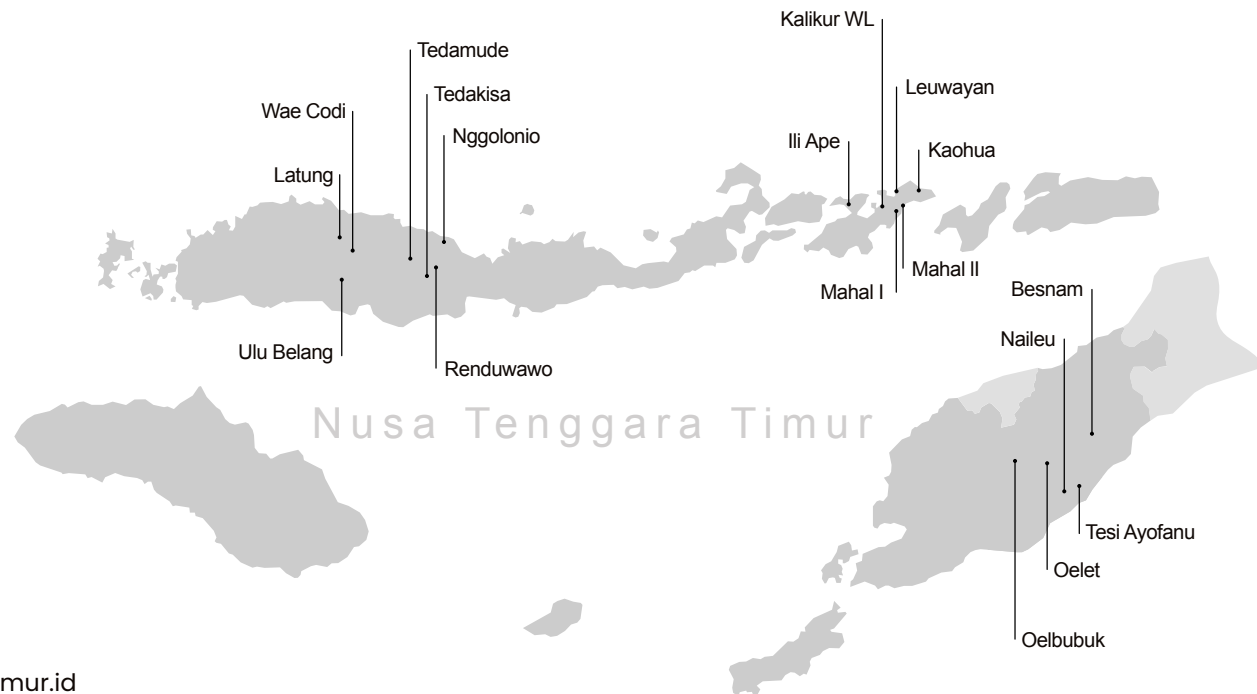 Kalikur WL
Tedamude
Leuwayan
Tedakisa
Wae Codi
Nggolonio
Ili Ape
Kaohua
Latung
Mahal II
Mahal I
Besnam
Naileu
Ulu Belang
Renduwawo
Nusa Tenggara Timur
Tesi Ayofanu
Oelet
Oelbubuk
mur.id